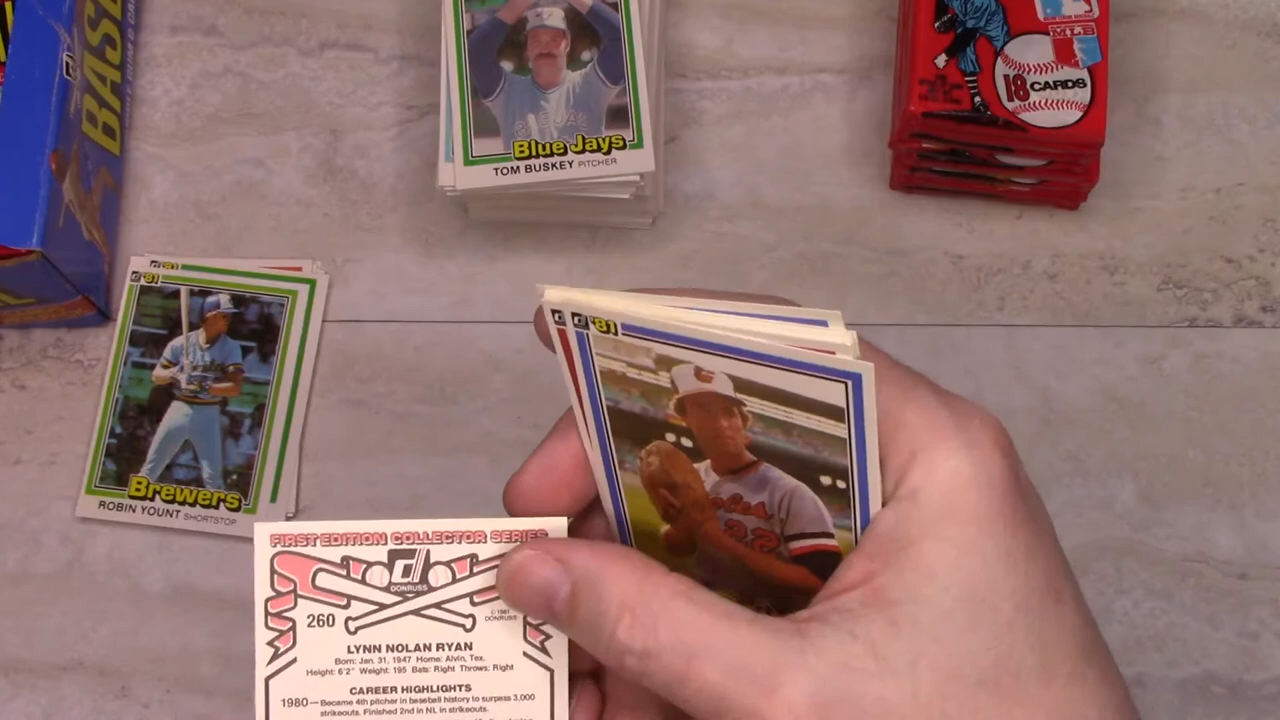 BASE
Blue Jays
TOM BUSKEY PITCHER
MLB
18 CARDS
'81
'81
Brewers
ROBIN YOUNT SHORTSTOP
'81
oles
22
FIRST EDITION COLLECTOR SERIES
DONRUSS
260
© 1981
DONRUSS
LYNN NOLAN RYAN
Born: Jan. 31, 1947 Home: Alvin, Tex.
Height: 6'2" Weight: 195 Bats: Right Throws: Right
CAREER HIGHLIGHTS
1980—Became 4th pitcher in baseball history to surpass 3,000
strikeouts. Finished 2nd in NL in strikeouts.